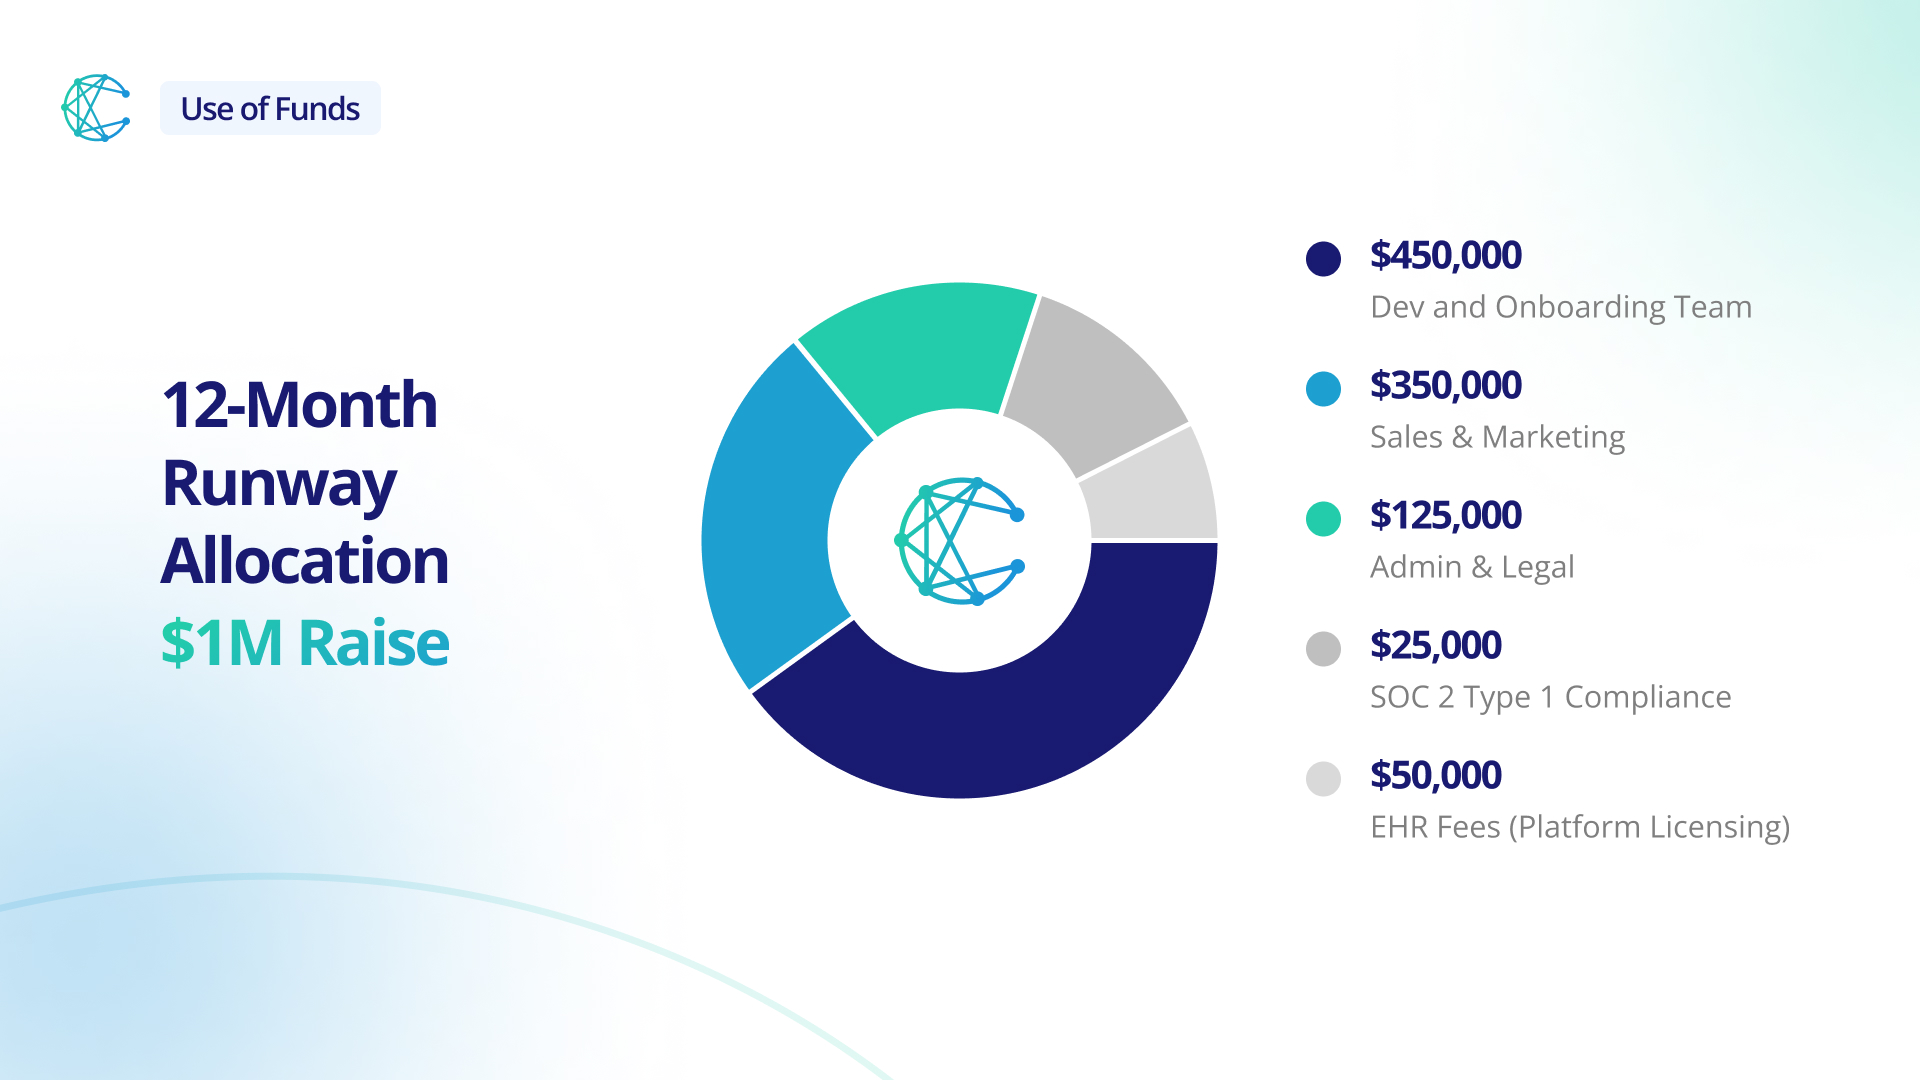 Use of Funds
12-Month
Runway
Allocation
$1M Raise
$450,000
Dev and Onboarding Team
$350,000
Sales & Marketing
$125,000
Admin & Legal
$25,000
SOC 2 Type 1 Compliance
$50,000
EHR Fees (Platform Licensing)